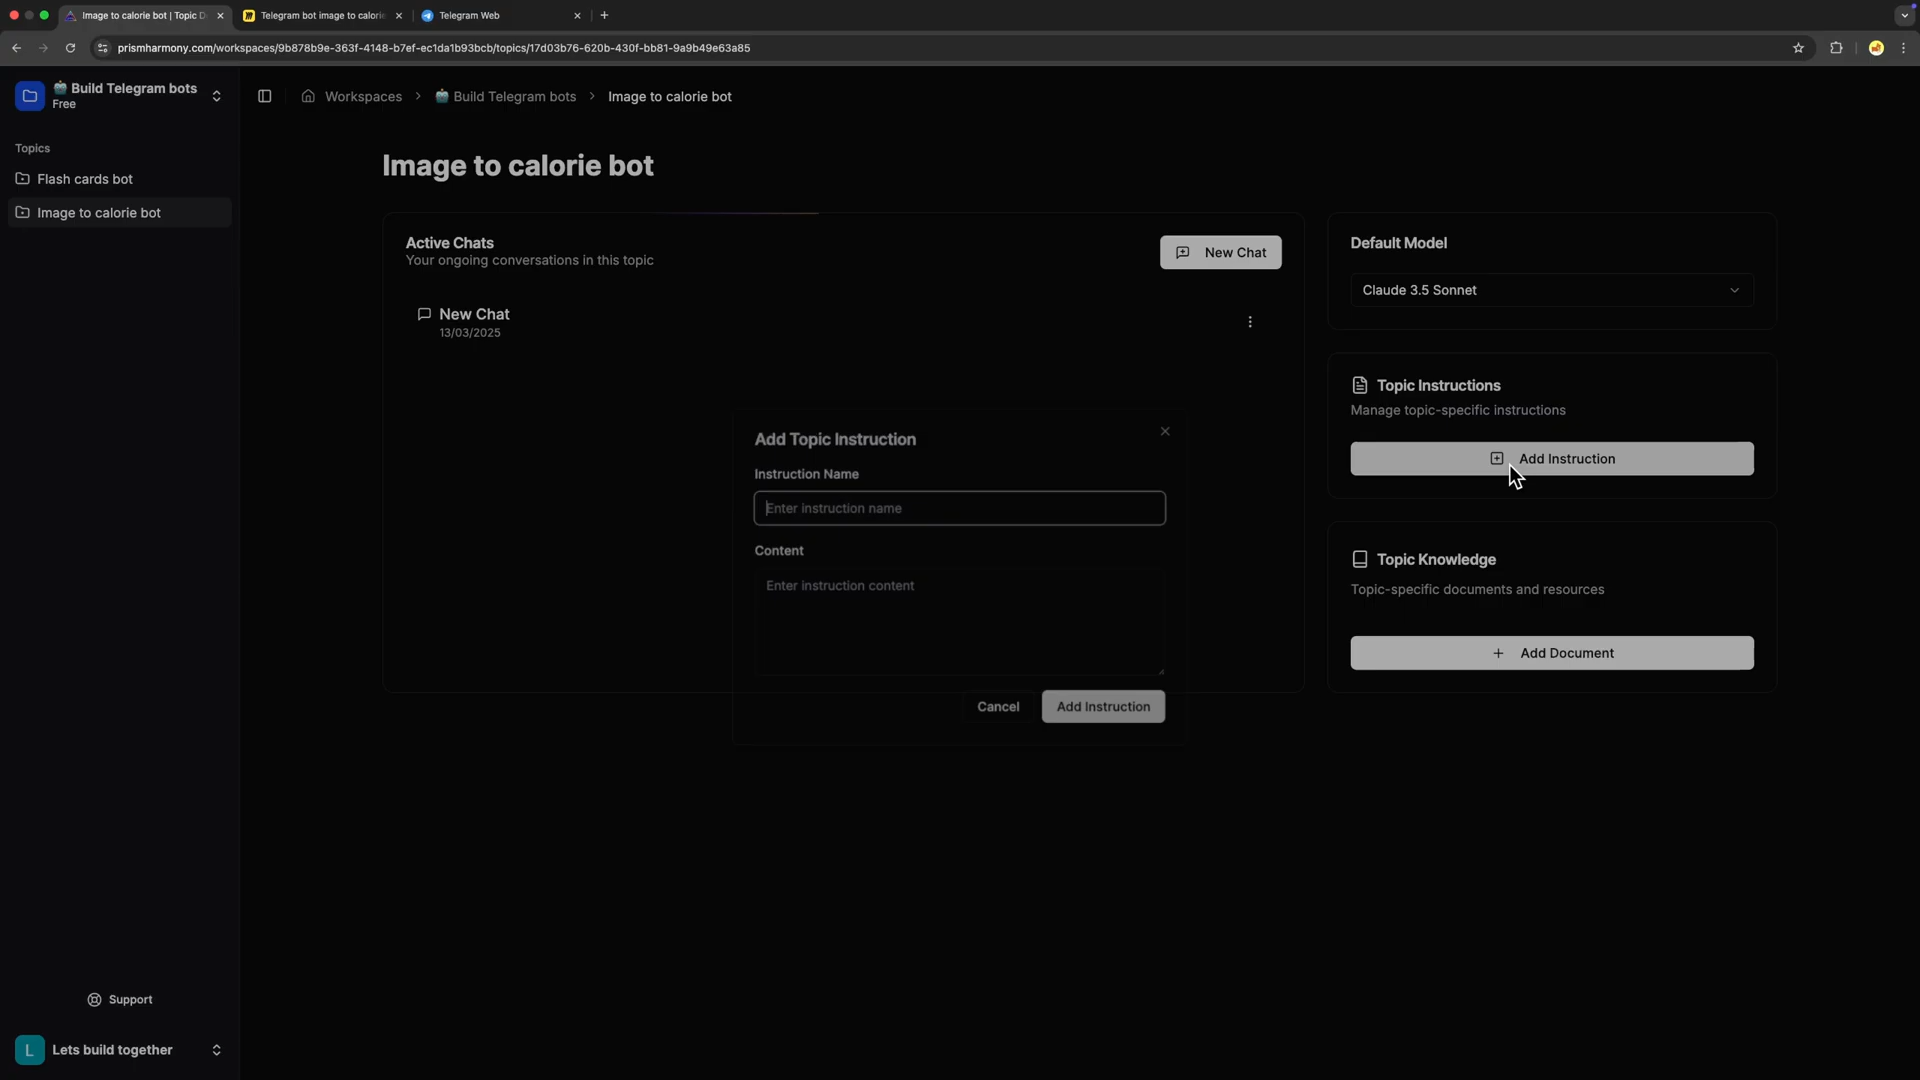 Image to calorie bot | Topic D
Telegram bot image to calorie
Telegram Web
prismharmony.com/workspaces/9b878b9e-363f-4148-b7ef-ec1da1b93bcb/topics/17d03b76-620b-430f-bb81-9a9b49e63a85
Build Telegram bots
Free
Workspaces > Build Telegram bots > Image to calorie bot
Topics
Flash cards bot
Image to calorie bot
Image to calorie bot
Active Chats
Your ongoing conversations in this topic
New Chat
New Chat
13/03/2025
Default Model
Claude 3.5 Sonnet
Topic Instructions
Manage topic-specific instructions
Add Instruction
Topic Knowledge
Topic-specific documents and resources
Add Document
Add Topic Instruction
Instruction Name
Enter instruction name
Content
Enter instruction content
Cancel
Add Instruction
Support
L
Lets build together